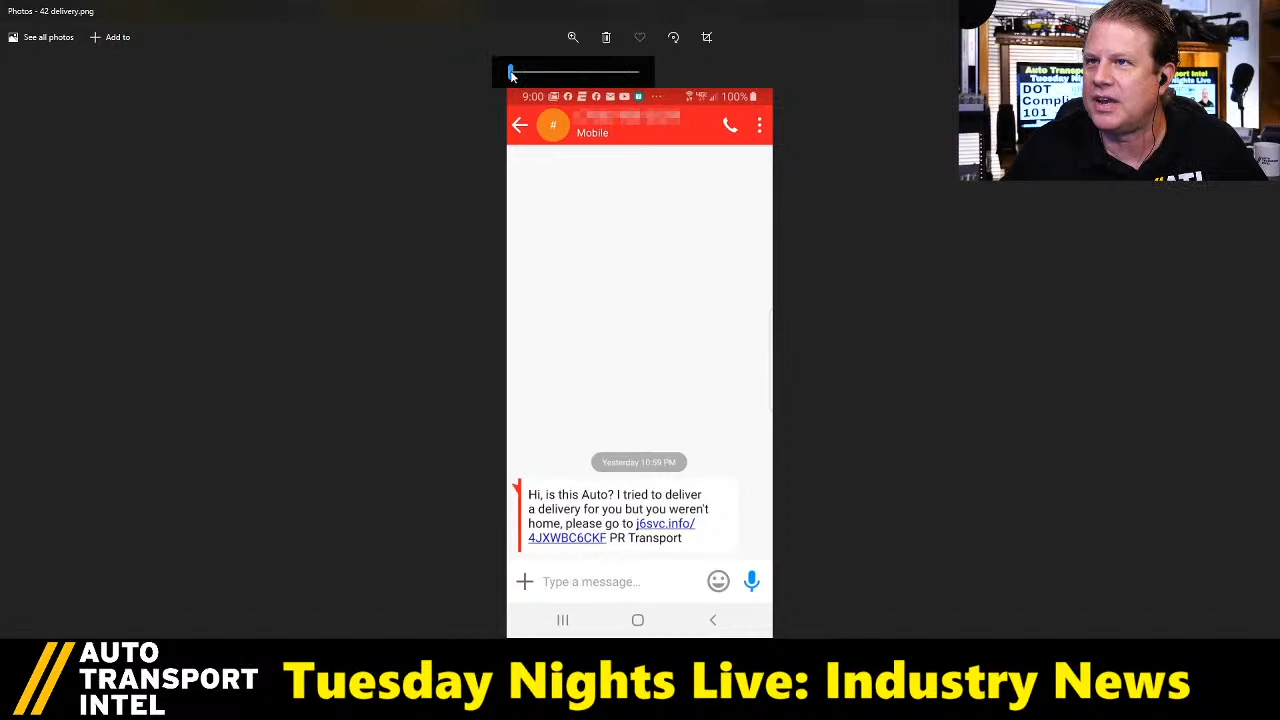 Photos - 42 delivery.png
See all photos
Add to
9:00
100%
#
Mobile
Yesterday 10:59 PM
Hi, is this Auto? I tried to deliver
a delivery for you but you weren't
home, please go to j6svc.info/
4JXWBC6CKF PR Transport
Type a message...
DOT
Compli
101
AUTO
TRANSPORT
INTEL
Tuesday Nights Live: Industry News